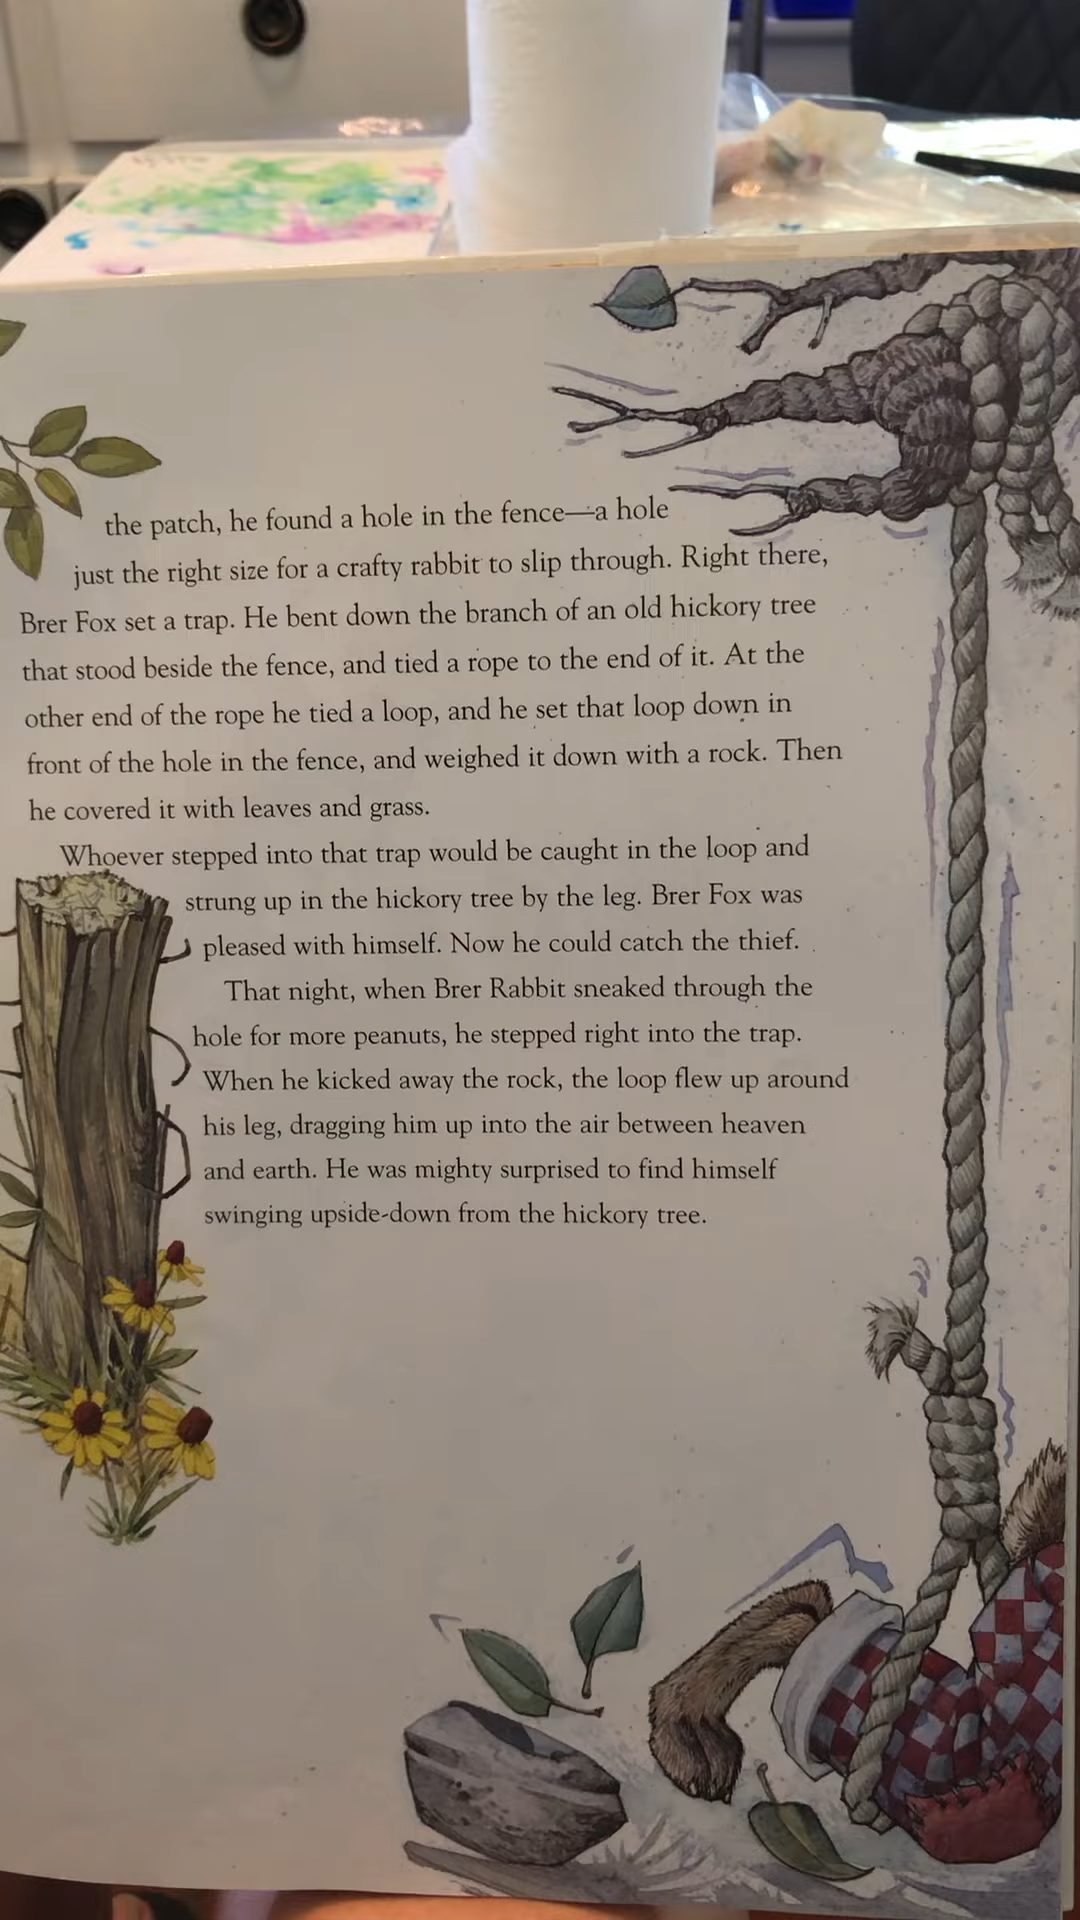 the patch, he found a hole in the fence—a hole
just the right size for a crafty rabbit to slip through. Right there,
Brer Fox set a trap. He bent down the branch of an old hickory tree
that stood beside the fence, and tied a rope to the end of it. At the
other end of the rope he tied a loop, and he set that loop down in
front of the hole in the fence, and weighed it down with a rock. Then
he covered it with leaves and grass.
Whoever stepped into that trap would be caught in the loop and
strung up in the hickory tree by the leg. Brer Fox was
pleased with himself. Now he could catch the thief.
That night, when Brer Rabbit sneaked through the
hole for more peanuts, he stepped right into the trap.
When he kicked away the rock, the loop flew up around
his leg, dragging him up into the air between heaven
and earth. He was mighty surprised to find himself
swinging upside-down from the hickory tree.